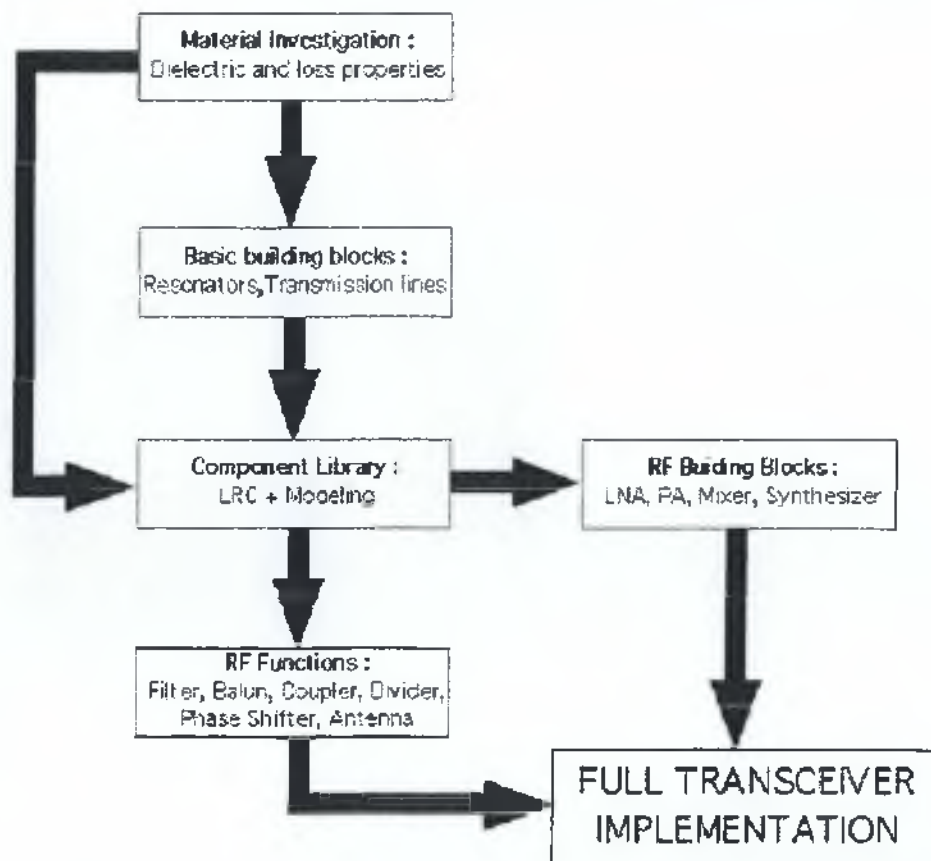 Material Investigation :
Dielectric and loss properties
Basic building blocks :
Resonators,Transmission lines
Component Library :
LRC + Modeling
RF Building Blocks :
LNA, PA, Mixer, Synthesizer
RF Functions :
Filter, Balun, Coupler, Divider,
Phase Shifter, Antenna
FULL TRANSCEIVER
IMPLEMENTATION